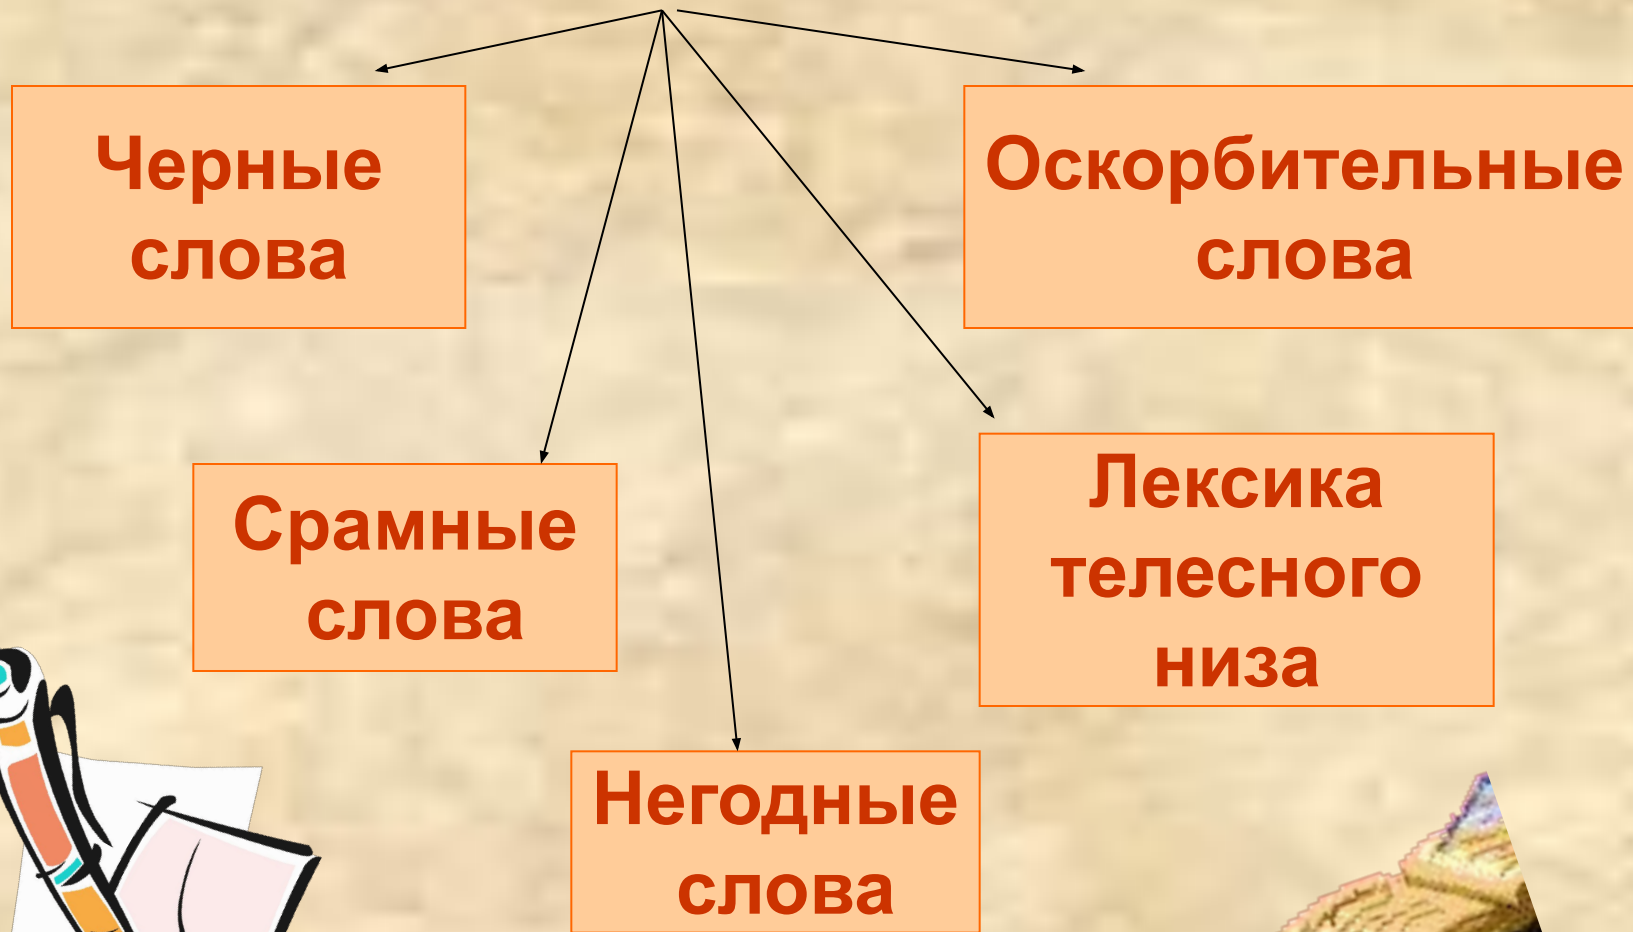 Черные
слова
Оскорбительные
слова
Срамные
слова
Лексика
телесного
низа
Негодные
слова